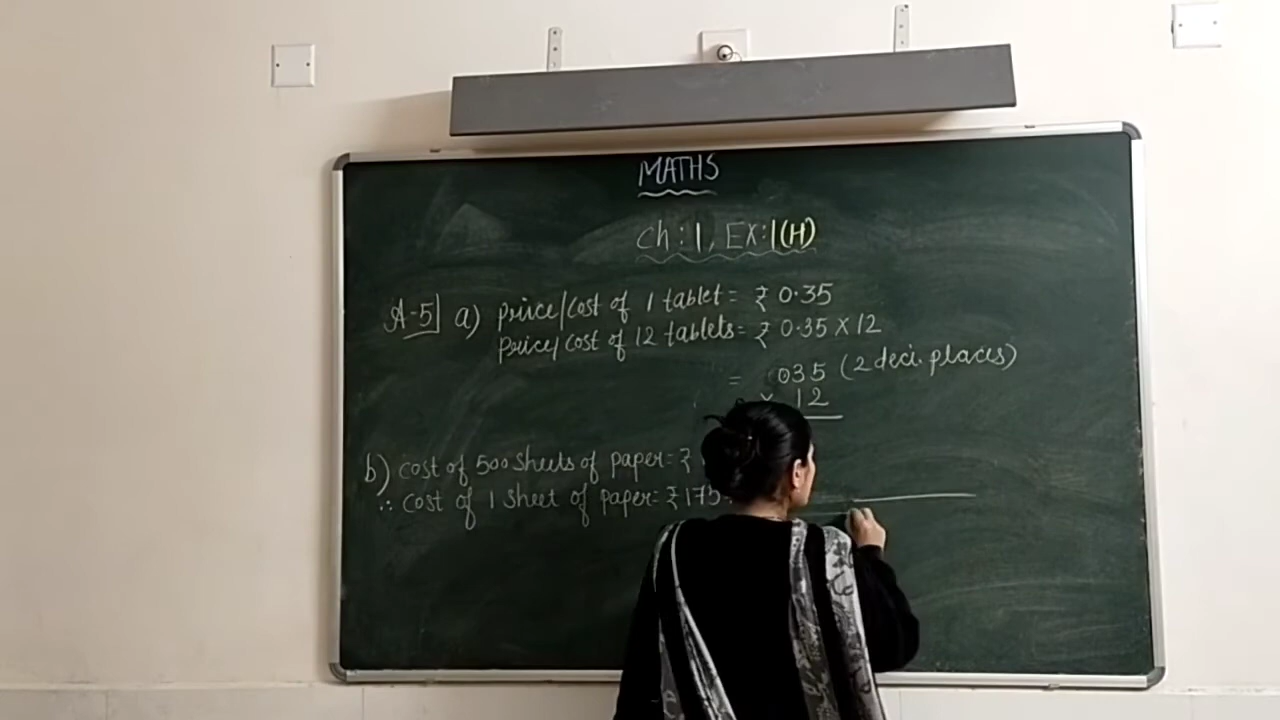 MATHS
Ch : 1, EX:1(H)
A-5 a) price/cost of 1 tablet = ₹ 0.35
price/cost of 12 tablets = ₹ 0.35 X 12
= 035 (2 deci. places)
x 12
b) cost of 500 sheets of paper = ₹
∴ cost of 1 sheet of paper = ₹175